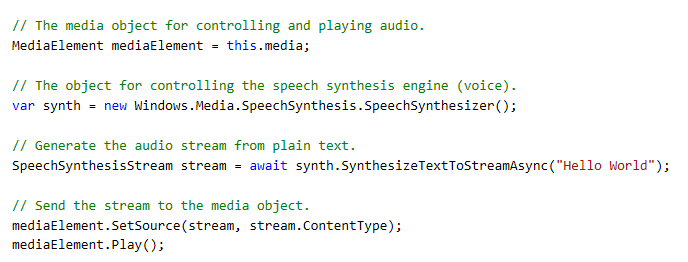 // The media object for controlling and playing audio.
MediaElement mediaElement = this.media;
// The object for controlling the speech synthesis engine (voice).
var synth = new Windows.Media.SpeechSynthesis.SpeechSynthesizer();
// Generate the audio stream from plain text.
SpeechSynthesisStream stream = await synth.SynthesizeTextToStreamAsync("Hello World");
// Send the stream to the media object.
mediaElement.SetSource(stream, stream.ContentType);
mediaElement.Play();